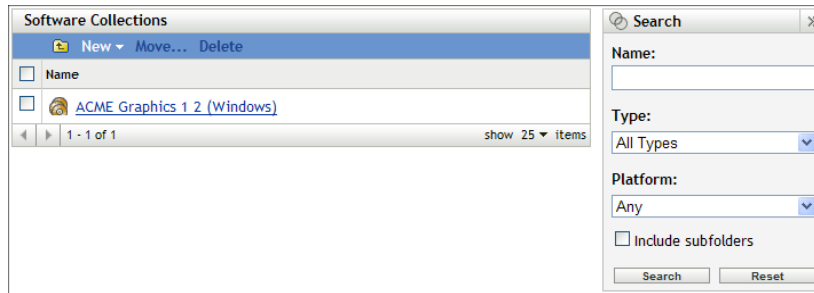 Software Collections
New Move... Delete
Name
ACME Graphics 1 2 (Windows)
1 - 1 of 1 show 25 items
Search
Name:
Type:
All Types
Platform:
Any
Include subfolders
Search Reset